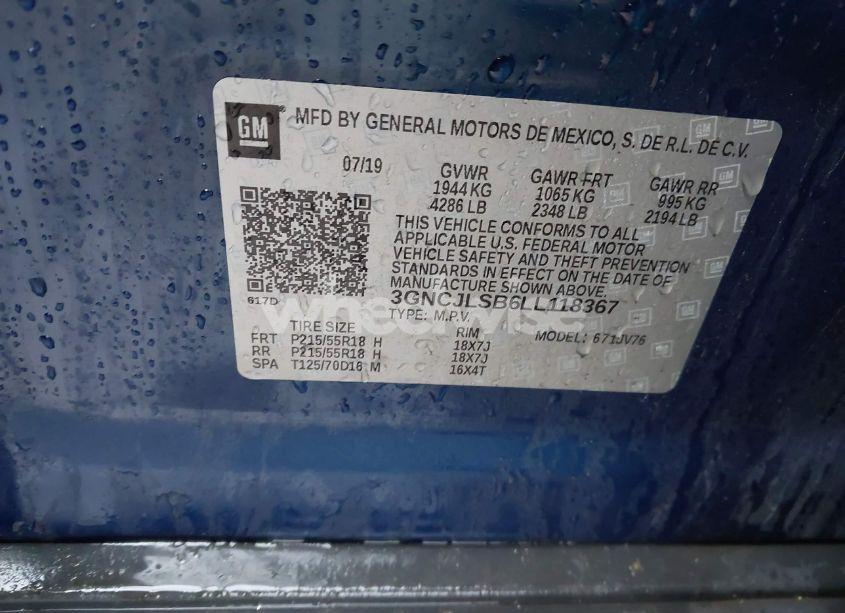 GM MFD BY GENERAL MOTORS DE MEXICO, S. DE R.L. DE C.V.
07/19 GVWR GAWR FRT GAWR RR
1944 KG 1065 KG 995 KG
4286 LB 2348 LB 2194 LB
THIS VEHICLE CONFORMS TO ALL
APPLICABLE U.S. FEDERAL MOTOR
VEHICLE SAFETY AND THEFT PREVENTION
STANDARDS IN EFFECT ON THE DATE OF
MANUFACTURE SHOWN ABOVE.
617D 3GNCJLSB6LL118367
wheelwise
TYPE: M.P.V. MODEL: 671JV76
TIRE SIZE RIM
FRT P215/55R18 H 18X7J
RR P215/55R18 H 18X7J
SPA T125/70D16 M 16X4T